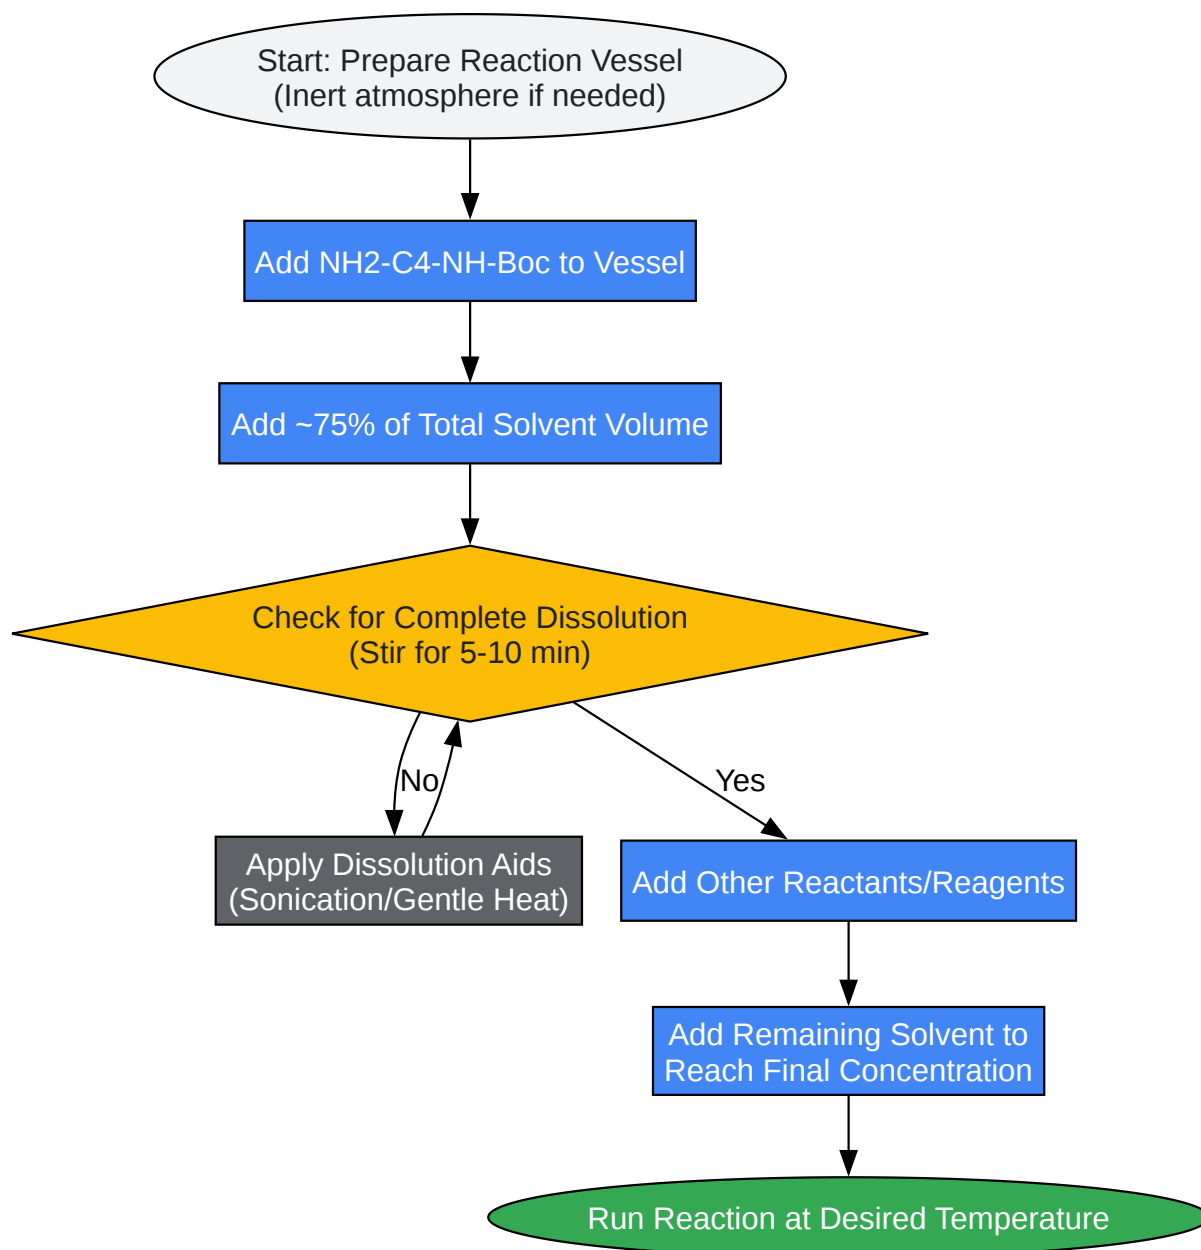 Start: Prepare Reaction Vessel
(Inert atmosphere if needed)
Add NH2-C4-NH-Boc to Vessel
Add ~75% of Total Solvent Volume
Check for Complete Dissolution
(Stir for 5-10 min)
No
Yes
Apply Dissolution Aids
(Sonication/Gentle Heat)
Add Other Reactants/Reagents
Add Remaining Solvent to
Reach Final Concentration
Run Reaction at Desired Temperature